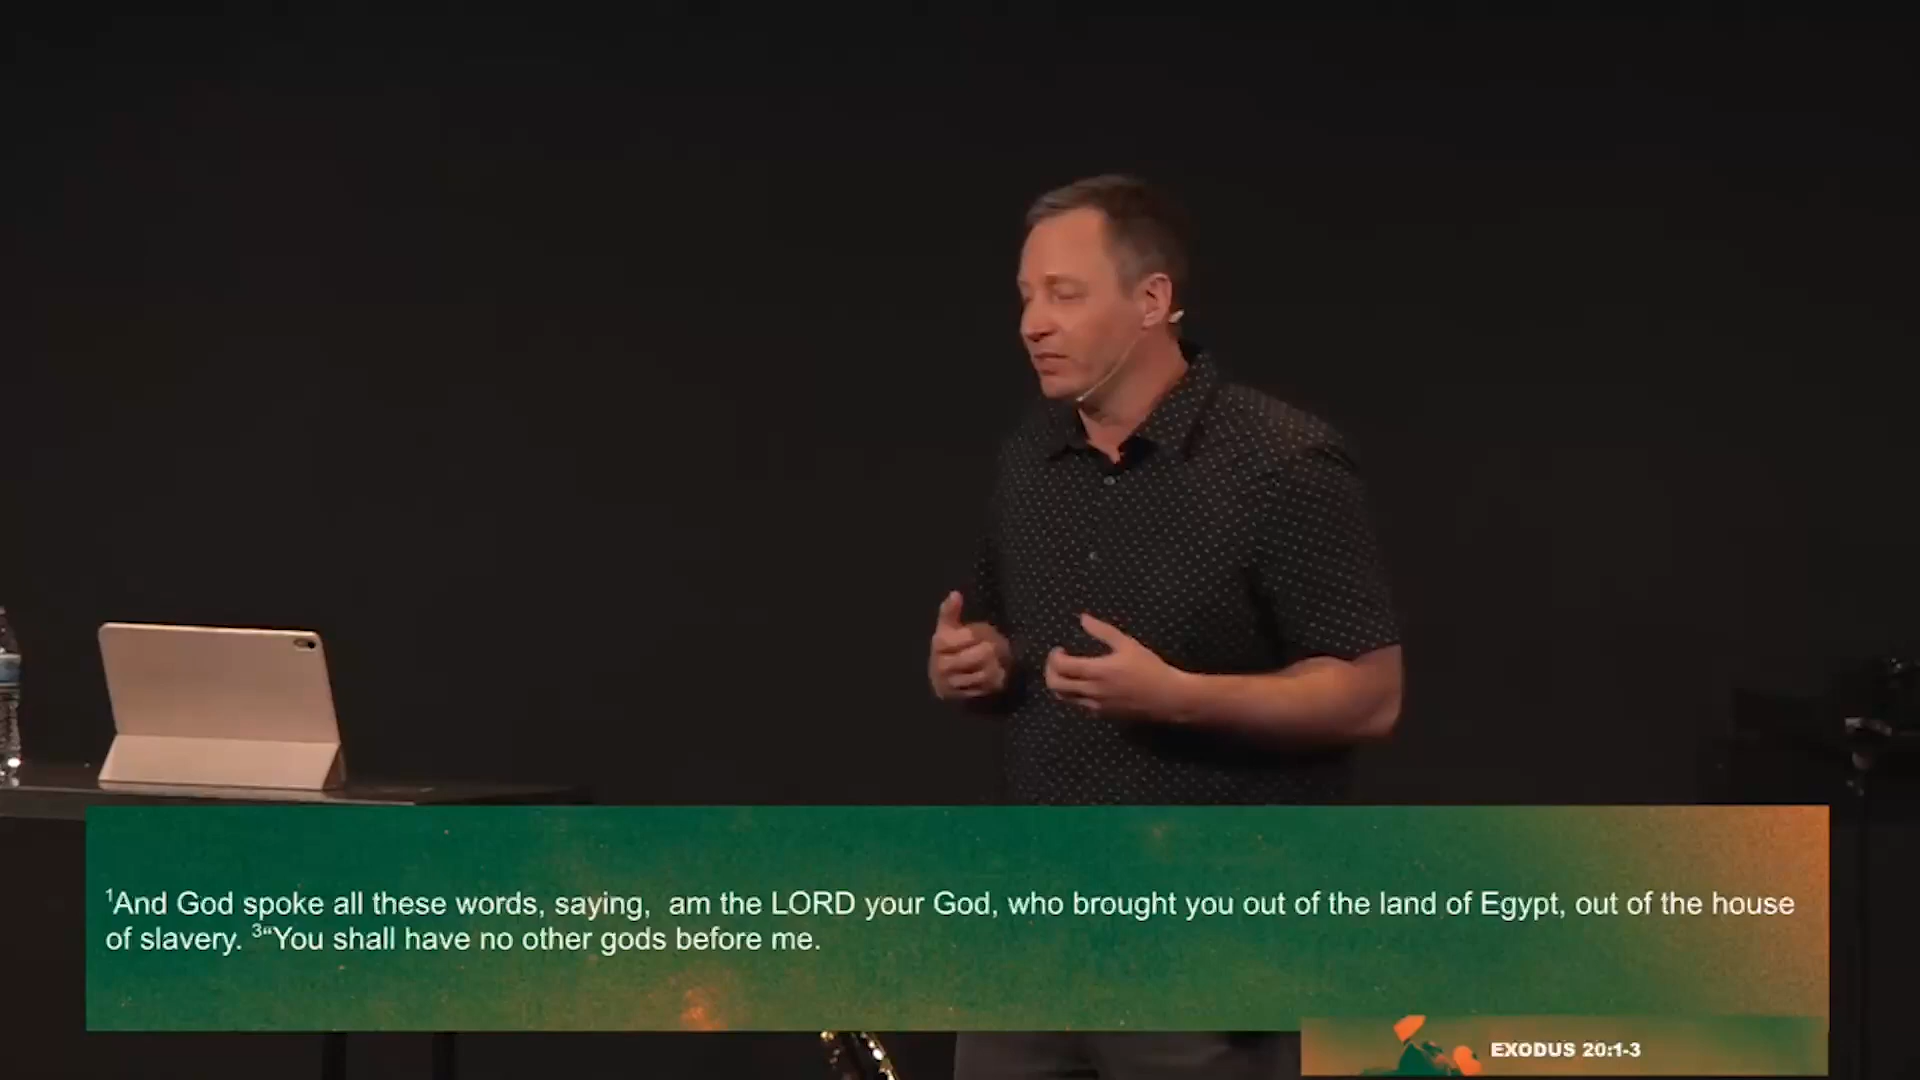 ¹And God spoke all these words, saying,  am the LORD your God, who brought you out of the land of Egypt, out of the house
of slavery. ³“You shall have no other gods before me.
EXODUS 20:1-3